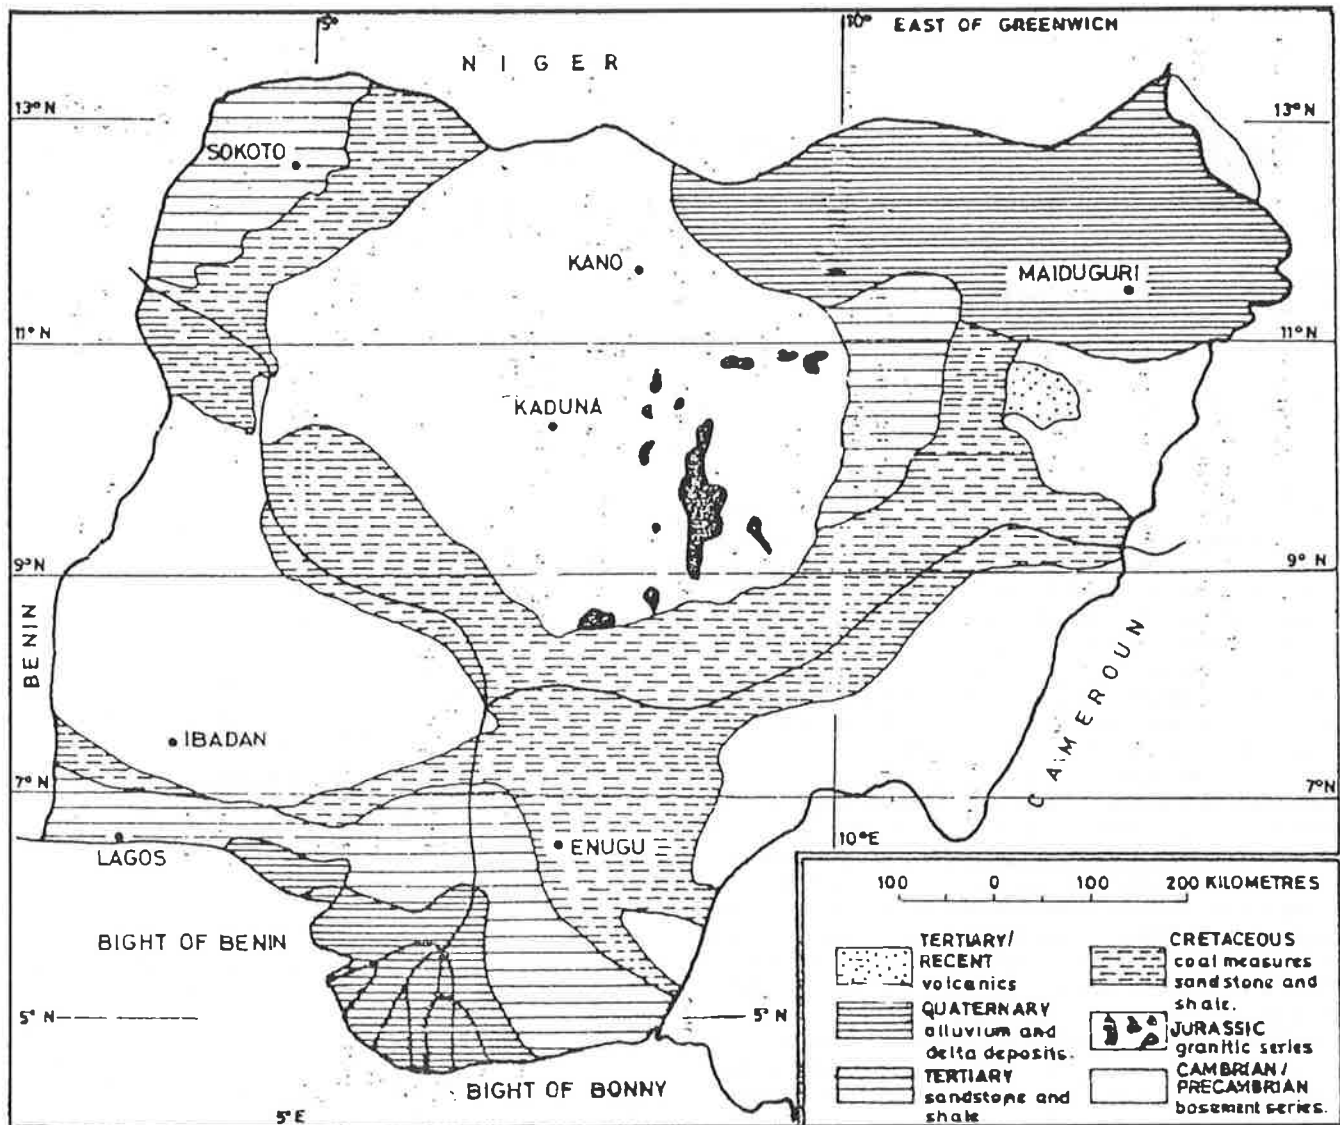 5°
10°
EAST OF GREENWICH
NIGER
13° N
13° N
SOKOTO
KANO
MAIDUGURI
11° N
11° N
KADUNA
9° N
9° N
BENIN
CAMEROUN
IBADAN
7° N
7° N
LAGOS
ENUGU
10° E
100 0 100 200 KILOMETRES
BIGHT OF BENIN
TERTIARY/
RECENT
volcanics
CRETACEOUS
coal measures
sandstone and
shale.
QUATERNARY
alluvium and
delta deposits.
JURASSIC
granitic series
5° N
5° N
TERTIARY
sandstone and
shale
CAMBRIAN/
PRECAMBRIAN
basement series.
BIGHT OF BONNY
5° E